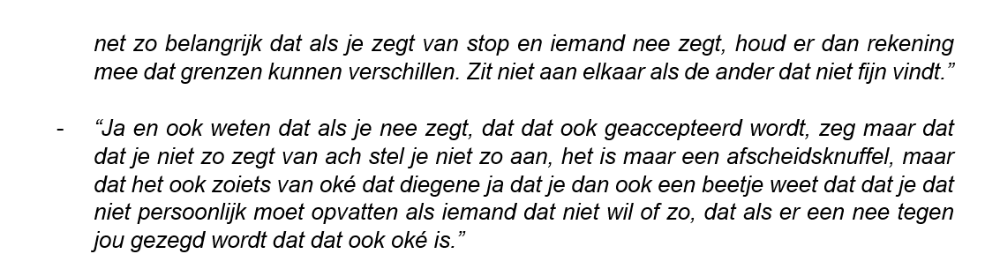 net zo belangrijk dat als je zegt van stop en iemand nee zegt, houd er dan rekening
mee dat grenzen kunnen verschillen. Zit niet aan elkaar als de ander dat niet fijn vindt.”
- “Ja en ook weten dat als je nee zegt, dat dat ook geaccepteerd wordt, zeg maar dat
dat je niet zo zegt van ach stel je niet zo aan, het is maar een afscheidsknuffel, maar
dat het ook zoiets van oké dat diegene ja dat je dan ook een beetje weet dat dat je dat
niet persoonlijk moet opvatten als iemand dat niet wil of zo, dat als er een nee tegen
jou gezegd wordt dat dat ook oké is.”